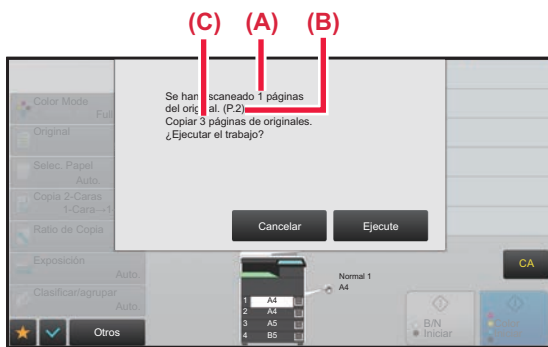 (C) (A) (B)
Se han escaneado 1 páginas
del original. (P.2)
Copiar 3 páginas de originales.
¿Ejecutar el trabajo?
Cancelar Ejecute
Color Mode
Full
Original
Selec. Papel
Auto.
Copia 2-Caras
1-Cara→1
Ratio de Copia
Exposición
Auto.
Clasificar/agrupar
Auto.
Otros
1 A4
2 A4
3 A5
4 B5
Normal 1
A4
CA
B/N
Iniciar